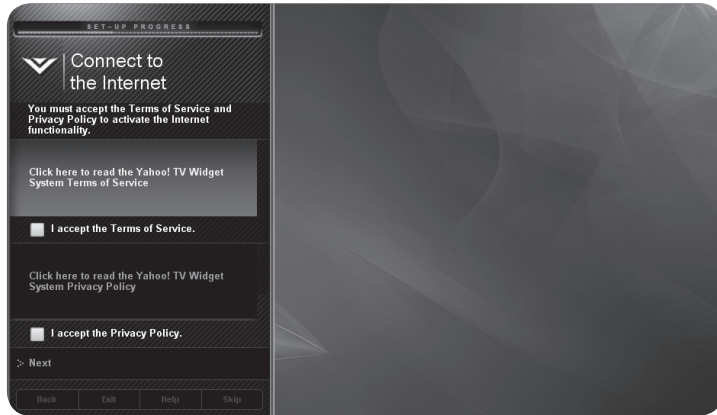 SET-UP PROGRESS
Connect to
the Internet
You must accept the Terms of Service and
Privacy Policy to activate the Internet
functionality.
Click here to read the Yahoo! TV Widget
System Terms of Service
I accept the Terms of Service.
Click here to read the Yahoo! TV Widget
System Privacy Policy
I accept the Privacy Policy.
Next
Back Exit Help Skip